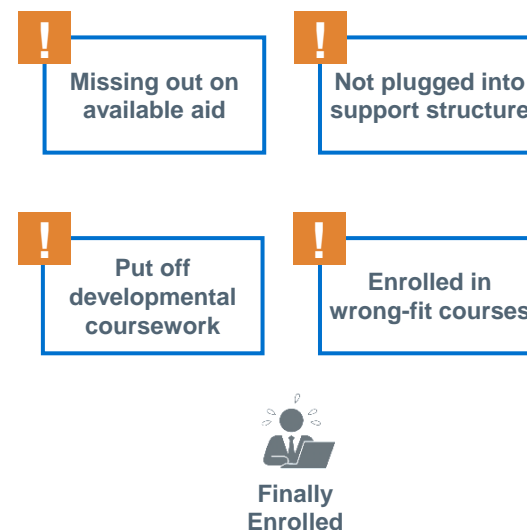 !
!
Missing out on
available aid
Not plugged into
support structure
!
!
Put off
developmental
coursework
Enrolled in
wrong-fit courses
Finally
Enrolled